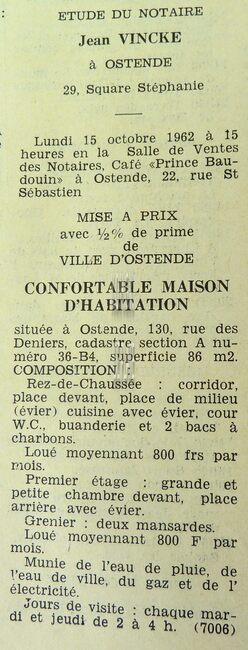 ETUDE DU NOTAIRE
Jean VINCKE
à OSTENDE
29, Square Stéphanie
Lundi 15 octobre 1962 à 15
heures en la Salle de Ventes
des Notaires, Café «Prince Bau-
douin» à Ostende, 22, rue St
Sébastien
MISE A PRIX
avec ½% de prime
de
VILLE D'OSTENDE
CONFORTABLE MAISON
D'HABITATION
située à Ostende, 130, rue des
Deniers, cadastre section A nu-
méro 36-B4, superficie 86 m2.
COMPOSITION :
Rez-de-Chaussée : corridor,
place devant, place de milieu
(évier) cuisine avec évier, cour
W.C., buanderie et 2 bacs à
charbons.
Loué moyennant 800 frs par
mois.
Premier étage : grande et
petite chambre devant, place
arrière avec évier.
Grenier : deux mansardes.
Loué moyennant 800 F par
mois.
Munie de l'eau de pluie, de
l'eau de ville, du gaz et de l'
électricité.
Jours de visite : chaque mar-
di et jeudi de 2 à 4 h. (7006)